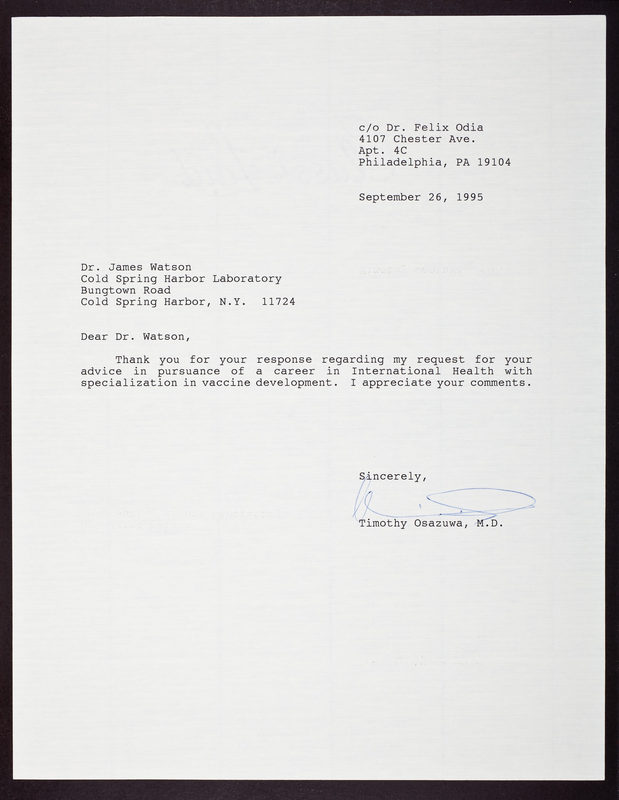 c/o Dr. Felix Odia
4107 Chester Ave.
Apt. 4C
Philadelphia, PA 19104
September 26, 1995
Dr. James Watson
Cold Spring Harbor Laboratory
Bungtown Road
Cold Spring Harbor, N.Y. 11724
Dear Dr. Watson,
Thank you for your response regarding my request for your
advice in pursuance of a career in International Health with
specialization in vaccine development. I appreciate your comments.
Sincerely,
Timothy Osazuwa, M.D.